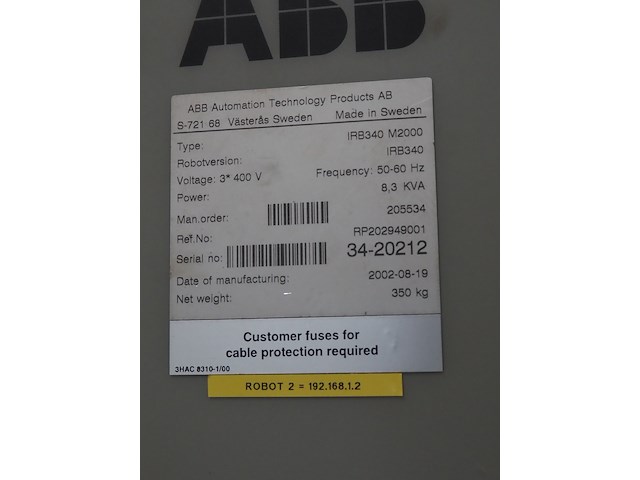 ABB
ABB Automation Technology Products AB
S-721 68 Västerås Sweden Made in Sweden
Type: IRB340 M2000
Robotversion: IRB340
Voltage: 3* 400 V Frequency: 50-60 Hz
Power: 8,3 KVA
Man.order: 205534
Ref.No: RP202949001
Serial no: 34-20212
Date of manufacturing: 2002-08-19
Net weight: 350 kg
Customer fuses for
cable protection required
3HAC 8310-1/00
ROBOT 2 = 192.168.1.2